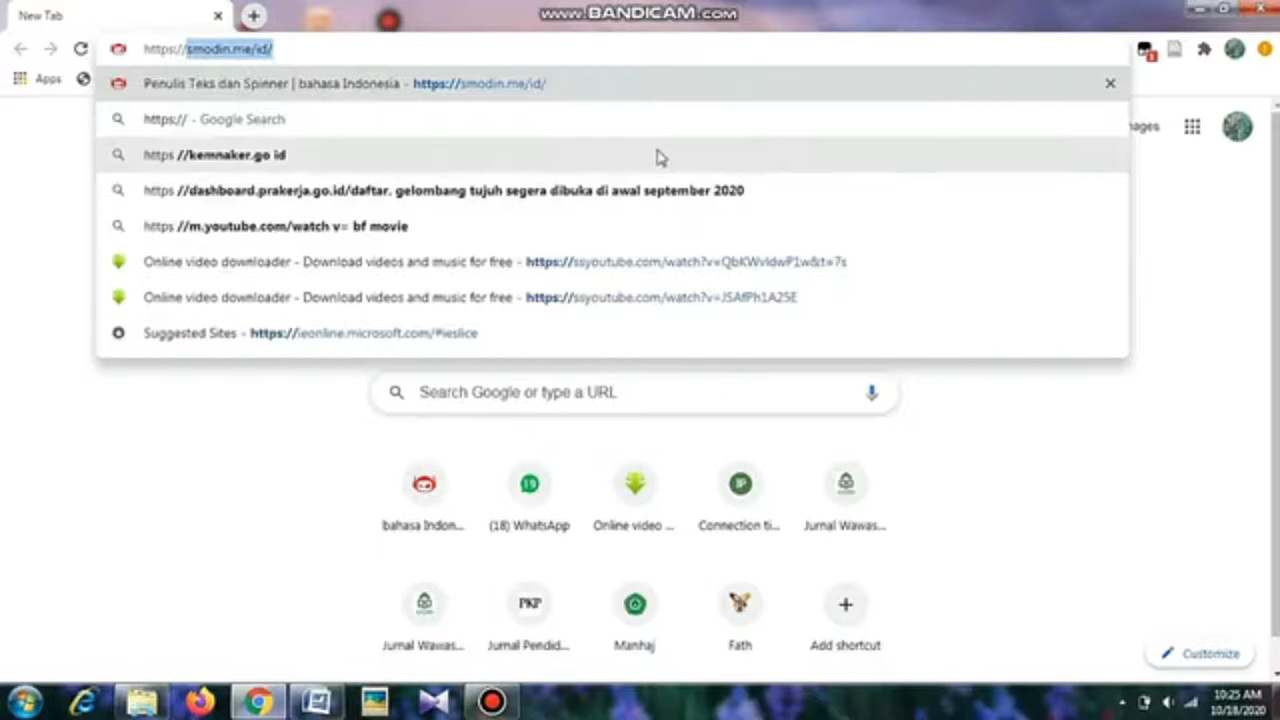 www.BANDICAM.com
New Tab
https://smodin.me/id/
Apps
Penulis Teks dan Spinner | bahasa Indonesia - https://smodin.me/id/
https:// - Google Search
https //kemnaker.go id
https //dashboard.prakerja.go.id/daftar. gelombang tujuh segera dibuka di awal september 2020
https //m.youtube.com/watch v= bf movie
Online video downloader - Download videos and music for free - https://ssyoutube.com/watch?v=QbKWvIdwP1w&t=7s
Online video downloader - Download videos and music for free - https://ssyoutube.com/watch?v=JSAfPh1A25E
Suggested Sites - https://ieonline.microsoft.com/#ieslice
ages
Search Google or type a URL
bahasa Indon...
(18) WhatsApp
Online video ...
Connection ti...
Jurnal Wawas...
Jurnal Wawas...
PKP
Jurnal Pendid...
Manhaj
Fath
Add shortcut
Customize
10:25 AM
10/18/2020